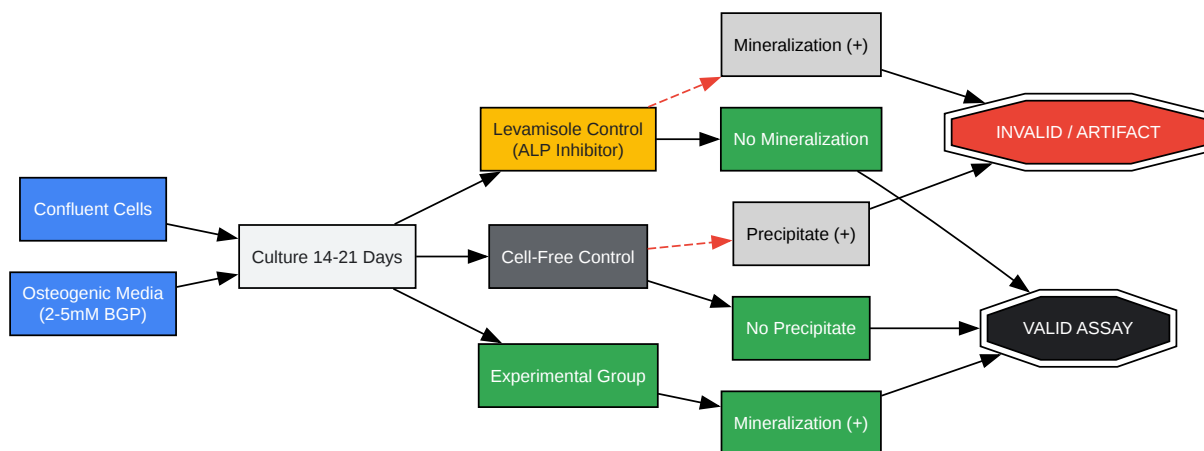 Confluent Cells
Osteogenic Media
(2-5mM BGP)
Culture 14-21 Days
Levamisole Control
(ALP Inhibitor)
Cell-Free Control
Experimental Group
Mineralization (+)
No Mineralization
Precipitate (+)
No Precipitate
Mineralization (+)
INVALID / ARTIFACT
VALID ASSAY